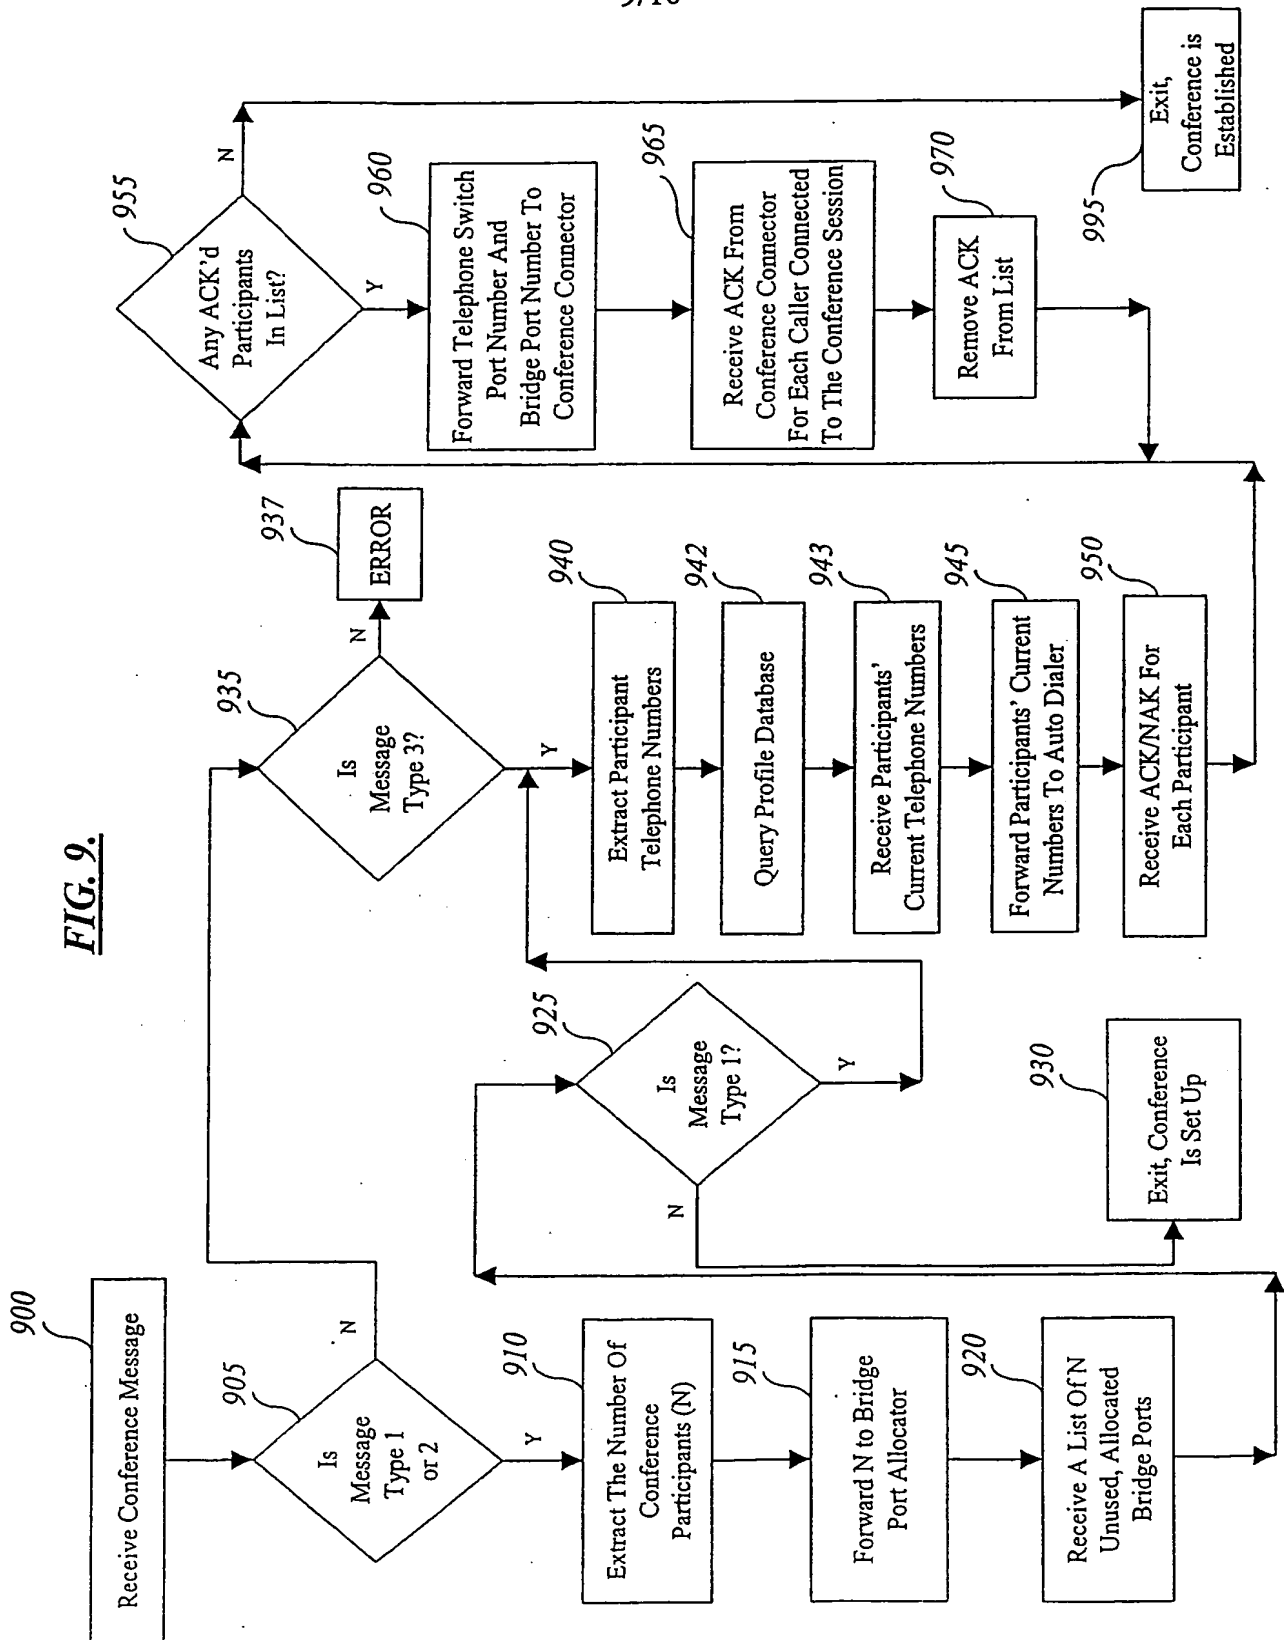 9/10
FIG. 9.
900
Receive Conference Message
905
Is
Message
Type 1
or 2
N
Y
910
Extract The Number Of
Conference
Participants (N)
915
Forward N to Bridge
Port Allocator
920
Receive A List Of N
Unused, Allocated
Bridge Ports
925
Is
Message
Type 1?
N
Y
930
Exit, Conference
Is Set Up
935
Is
Message
Type 3?
N
Y
937
ERROR
940
Extract Participant
Telephone Numbers
942
Query Profile Database
943
Receive Participants'
Current Telephone Numbers
945
Forward Participants' Current
Numbers To Auto Dialer
950
Receive ACK/NAK For
Each Participant
955
Any ACK'd
Participants
In List?
N
Y
960
Forward Telephone Switch
Port Number And
Bridge Port Number To
Conference Connector
965
Receive ACK From
Conference Connector
For Each Caller Connected
To The Conference Session
970
Remove ACK
From List
995
Exit,
Conference is
Established